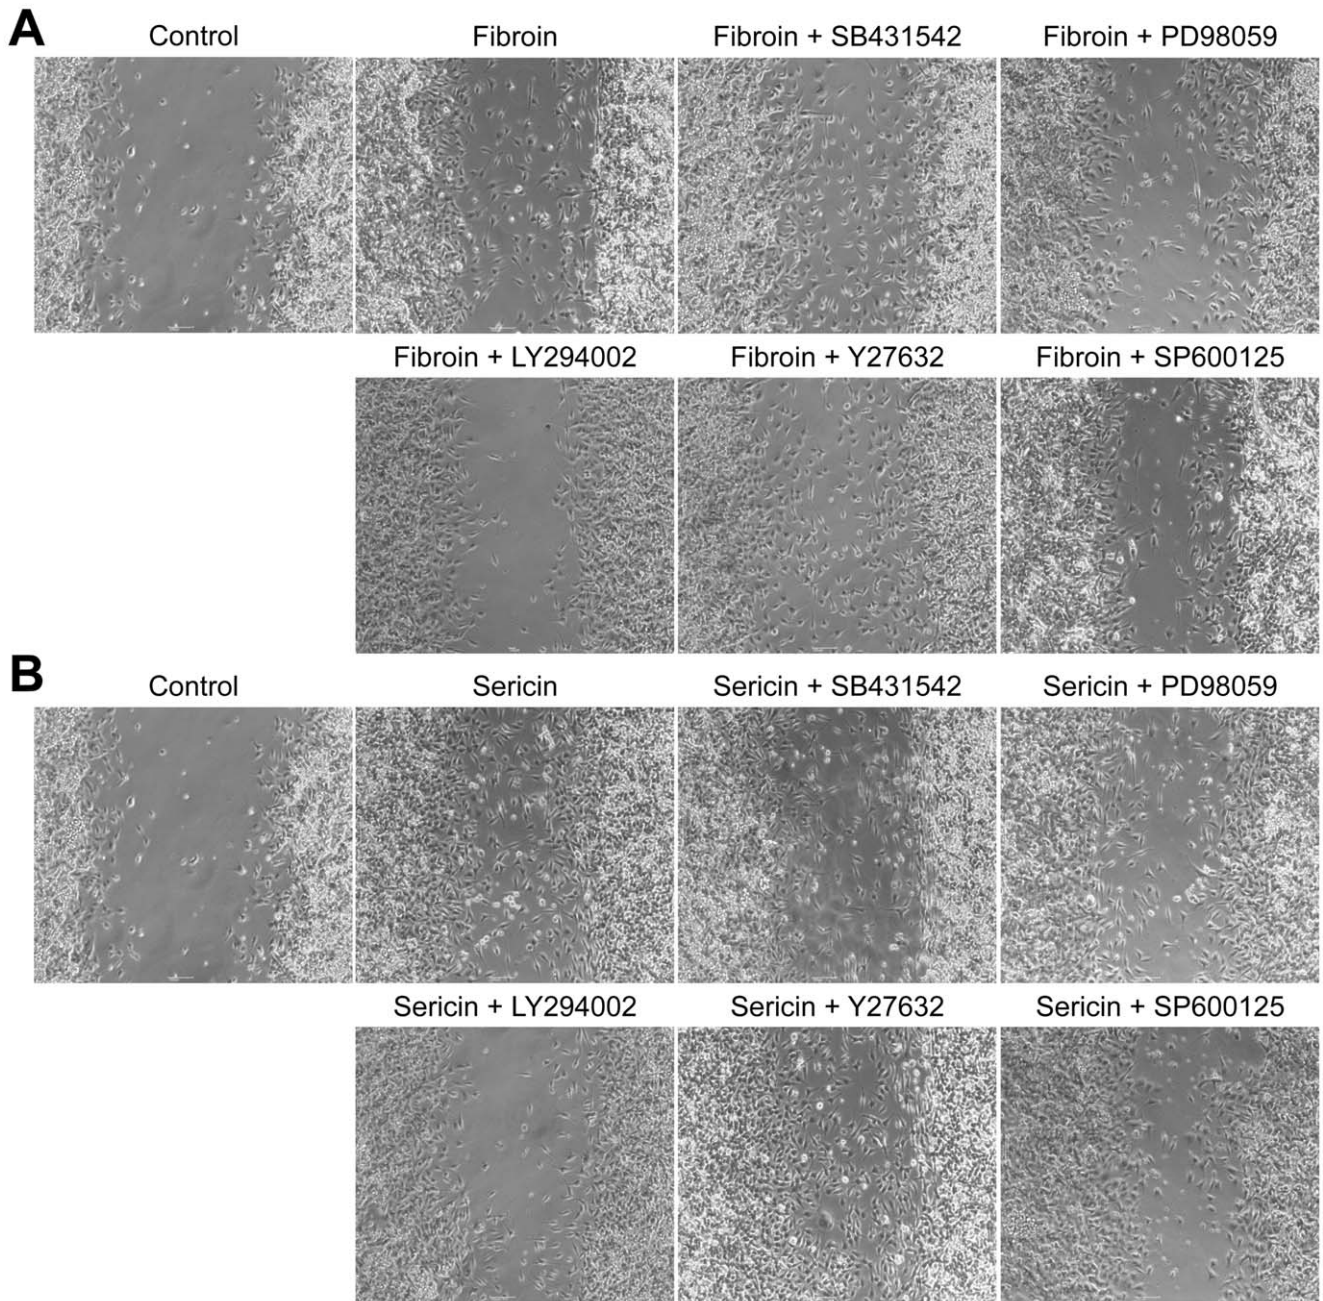 A
Control Fibroin Fibroin + SB431542 Fibroin + PD98059
Fibroin + LY294002 Fibroin + Y27632 Fibroin + SP600125
B
Control Sericin Sericin + SB431542 Sericin + PD98059
Sericin + LY294002 Sericin + Y27632 Sericin + SP600125